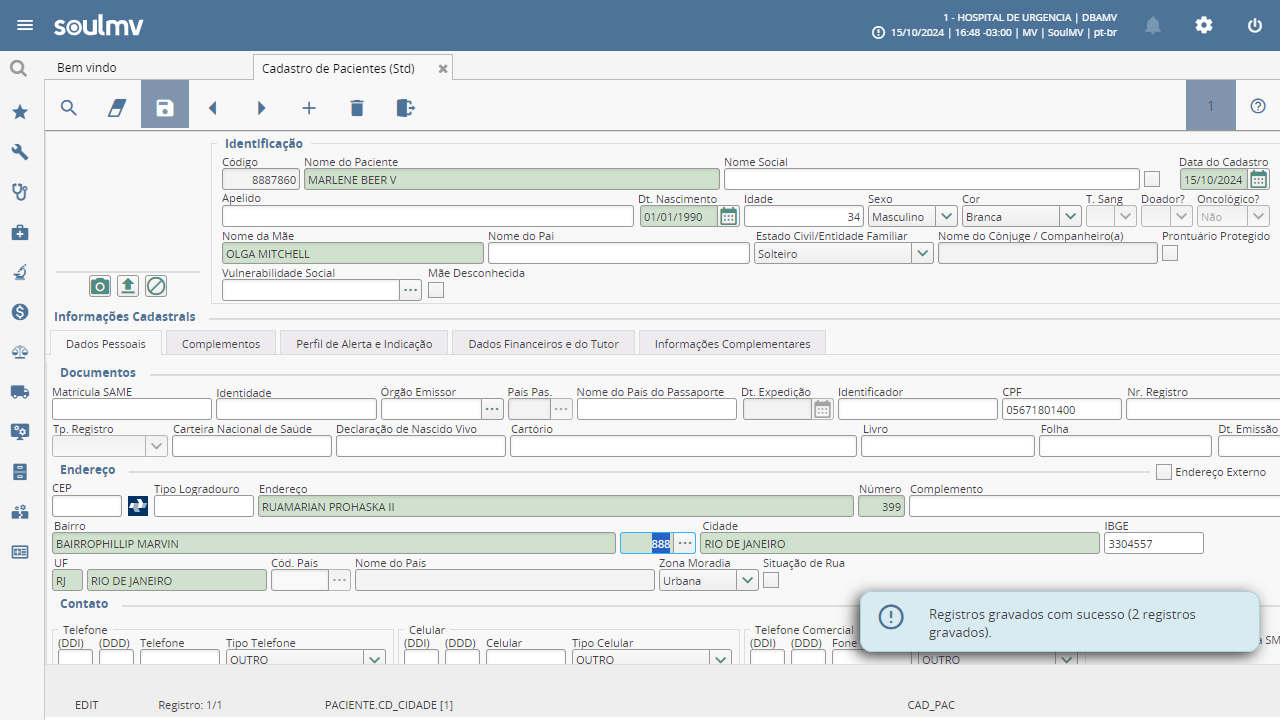 soulmv
1 - HOSPITAL DE URGENCIA | DBAMV
15/10/2024 | 16:48 -03:00 | MV | SoulMV | pt-br
Bem vindo
Cadastro de Pacientes (Std)
1
Identificação
Código
Nome do Paciente
Nome Social
Data do Cadastro
8887860
MARLENE BEER V
15/10/2024
Apelido
Dt. Nascimento
Idade
Sexo
Cor
T. Sang
Doador?
Oncológico?
01/01/1990
34
Masculino
Branca
Não
Nome da Mãe
Nome do Pai
Estado Civil/Entidade Familiar
Nome do Cônjuge / Companheiro(a)
Prontuário Protegido
OLGA MITCHELL
Solteiro
Vulnerabilidade Social
Mãe Desconhecida
Informações Cadastrais
Dados Pessoais
Complementos
Perfil de Alerta e Indicação
Dados Financeiros e do Tutor
Informações Complementares
Documentos
Matrícula SAME
Identidade
Órgão Emissor
País Pas.
Nome do País do Passaporte
Dt. Expedição
Identificador
CPF
Nr. Registro
05671801400
Tp. Registro
Carteira Nacional de Saúde
Declaração de Nascido Vivo
Cartório
Livro
Folha
Dt. Emissão
Endereço
Endereço Externo
CEP
Tipo Logradouro
Endereço
Número
Complemento
RUAMARIAN PROHASKA II
399
Bairro
Cidade
IBGE
BAIRROPHILLIP MARVIN
888
RIO DE JANEIRO
3304557
UF
Cód. País
Nome do País
Zona Moradia
Situação de Rua
RJ
RIO DE JANEIRO
Urbana
Contato
Telefone
Celular
Telefone Comercial
(DDI)
(DDD)
Telefone
Tipo Telefone
(DDI)
(DDD)
Celular
Tipo Celular
(DDI)
(DDD)
Fone
a SM
OUTRO
OUTRO
OUTRO
Registros gravados com sucesso (2 registros
gravados).
EDIT
Registro: 1/1
PACIENTE.CD_CIDADE [1]
CAD_PAC